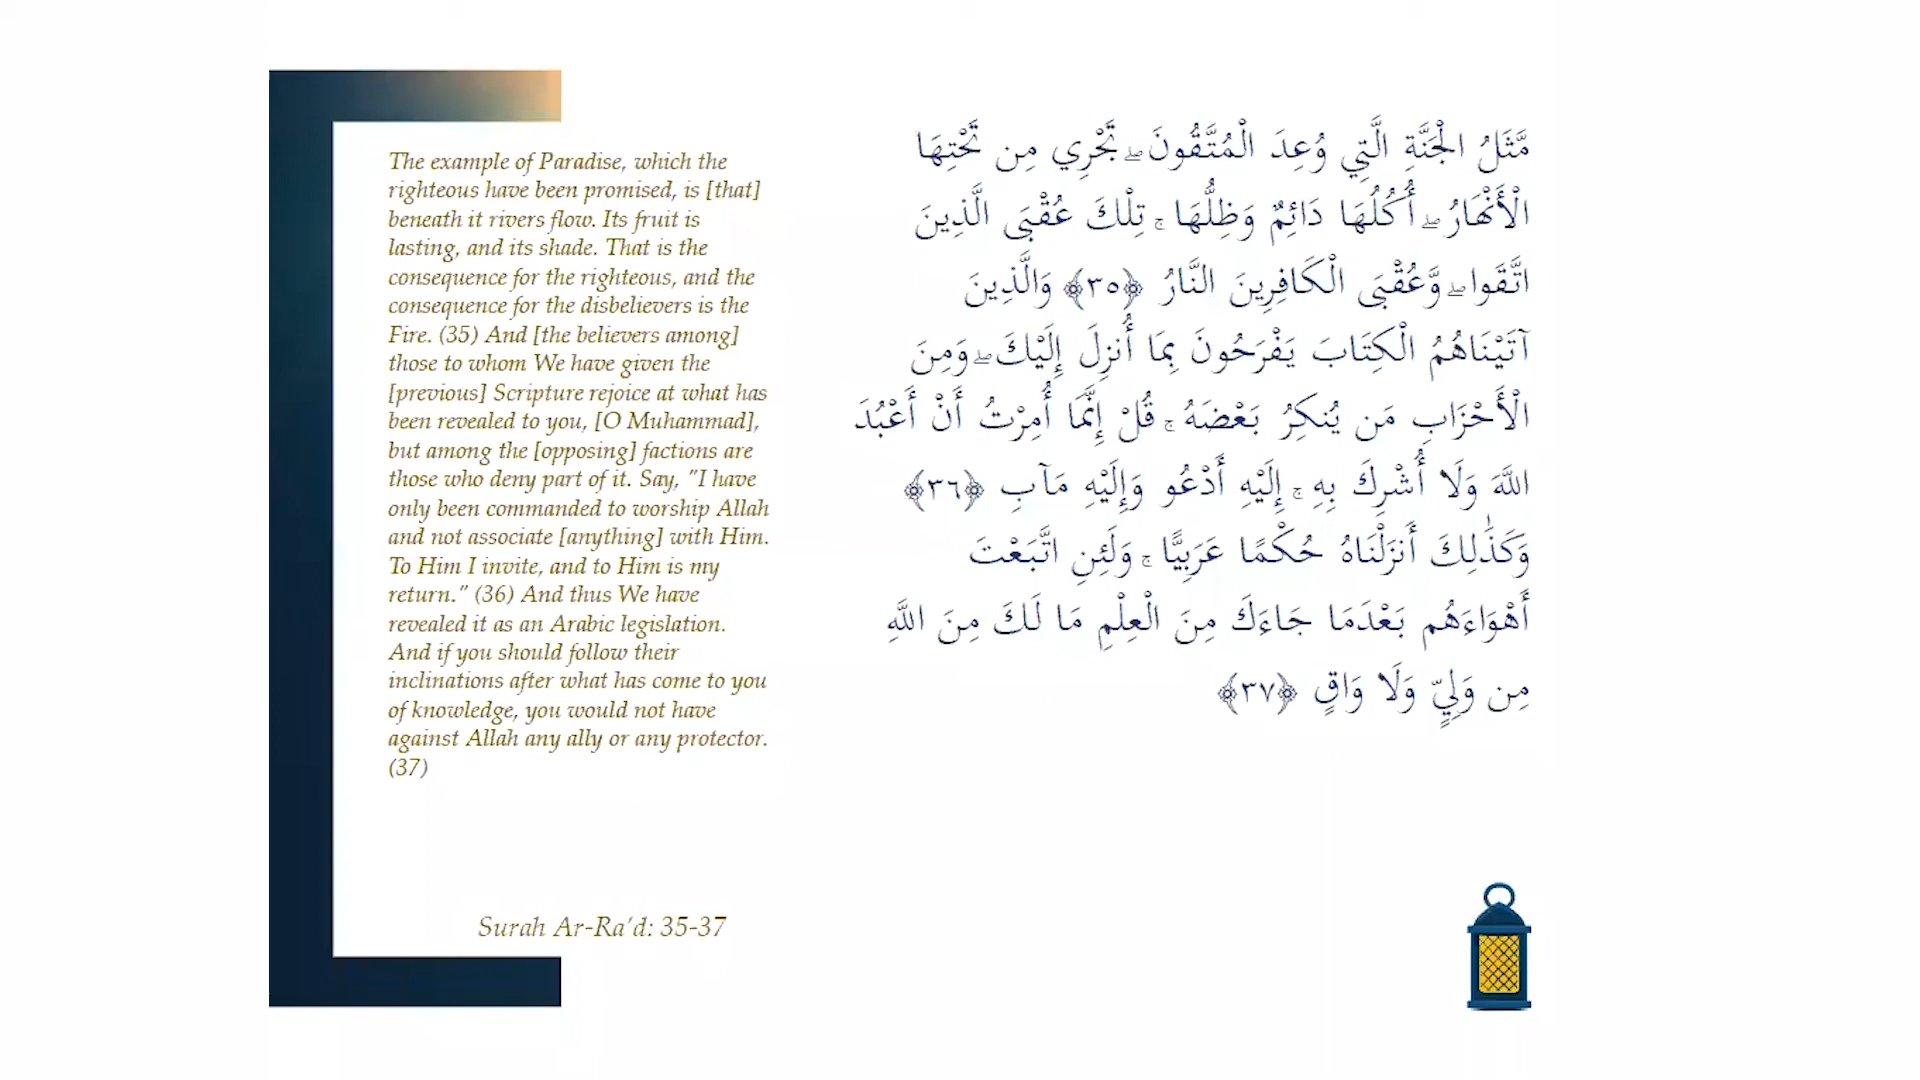 The example of Paradise, which the
righteous have been promised, is [that]
beneath it rivers flow. Its fruit is
lasting, and its shade. That is the
consequence for the righteous, and the
consequence for the disbelievers is the
Fire. (35) And [the believers among]
those to whom We have given the
[previous] Scripture rejoice at what has
been revealed to you, [O Muhammad],
but among the [opposing] factions are
those who deny part of it. Say, "I have
only been commanded to worship Allah
and not associate [anything] with Him.
To Him I invite, and to Him is my
return." (36) And thus We have
revealed it as an Arabic legislation.
And if you should follow their
inclinations after what has come to you
of knowledge, you would not have
against Allah any ally or any protector.
(37)
Surah Ar-Ra'd: 35-37
مَّثَلُ الْجَنَّةِ الَّتِي وُعِدَ الْمُتَّقُونَ ۖ تَجْرِي مِن تَحْتِهَا
الْأَنْهَارُ ۖ أُكُلُهَا دَائِمٌ وَظِلُّهَا ۚ تِلْكَ عُقْبَى الَّذِينَ
اتَّقَوا ۖ وَّعُقْبَى الْكَافِرِينَ النَّارُ ﴿٣٥﴾ وَالَّذِينَ
آتَيْنَاهُمُ الْكِتَابَ يَفْرَحُونَ بِمَا أُنزِلَ إِلَيْكَ ۖ وَمِنَ
الْأَحْزَابِ مَن يُنكِرُ بَعْضَهُ ۚ قُلْ إِنَّمَا أُمِرْتُ أَنْ أَعْبُدَ
اللَّهَ وَلَا أُشْرِكَ بِهِ ۚ إِلَيْهِ أَدْعُو وَإِلَيْهِ مَآبِ ﴿٣٦﴾
وَكَذَٰلِكَ أَنزَلْنَاهُ حُكْمًا عَرَبِيًّا ۚ وَلَئِنِ اتَّبَعْتَ
أَهْوَاءَهُم بَعْدَمَا جَاءَكَ مِنَ الْعِلْمِ مَا لَكَ مِنَ اللَّهِ
مِن وَلِيٍّ وَلَا وَاقٍ ﴿٣٧﴾